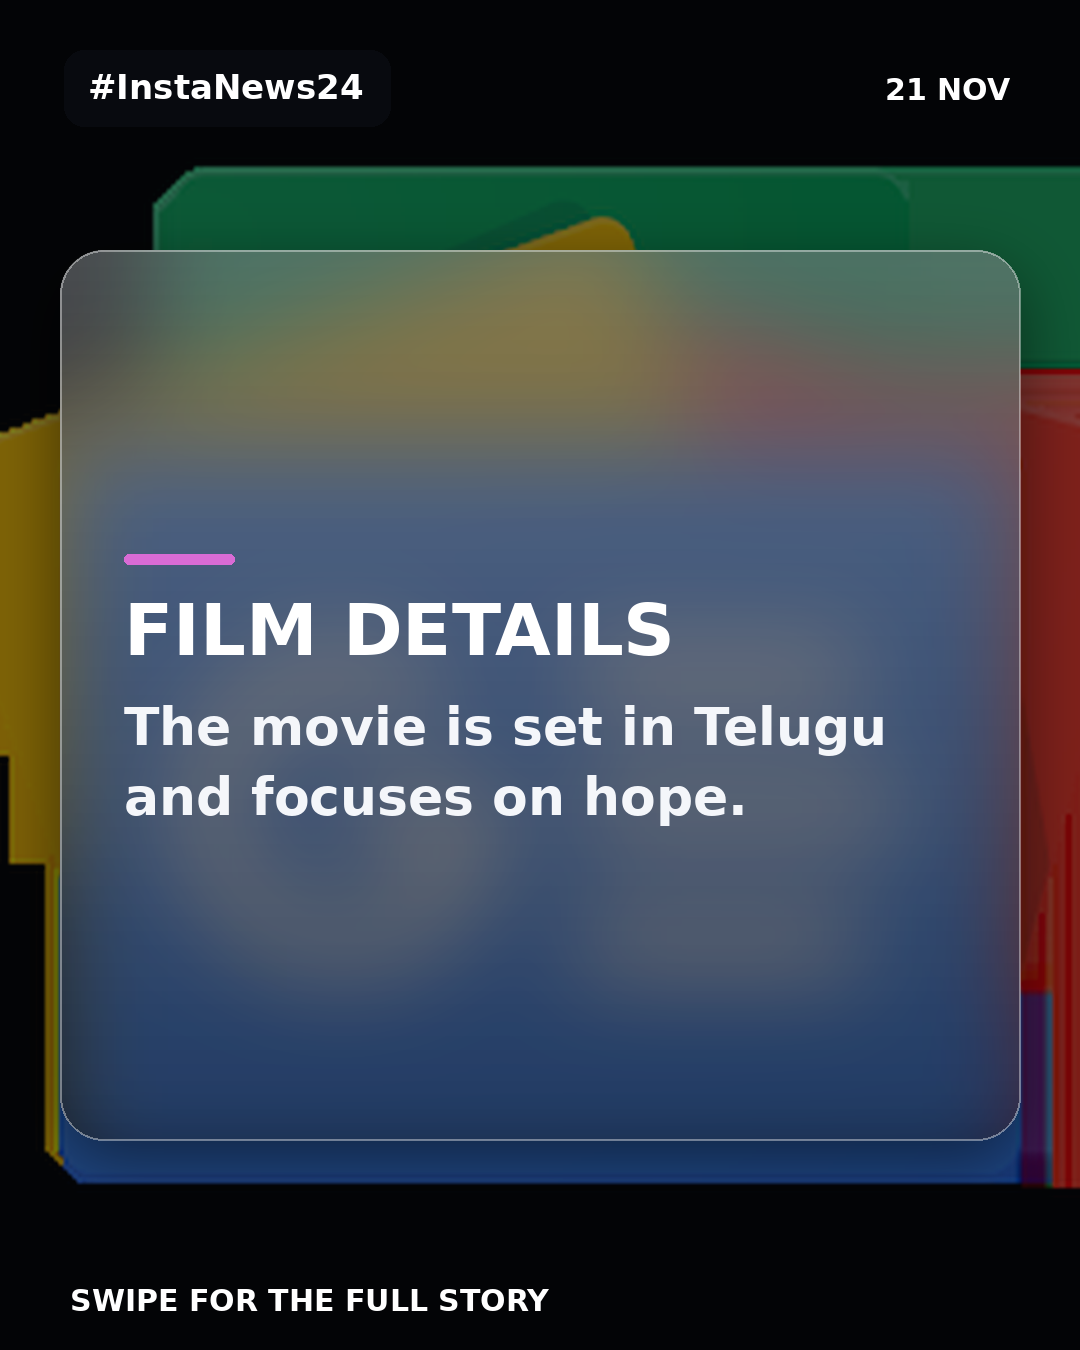 #InstaNews24
21 NOV
FILM DETAILS
The movie is set in Telugu
and focuses on hope.
SWIPE FOR THE FULL STORY